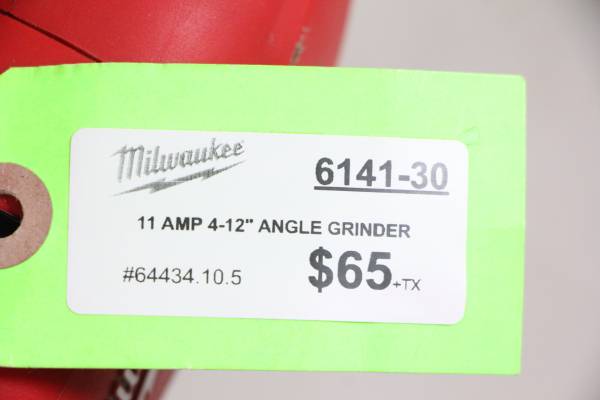 Milwaukee
6141-30
11 AMP 4-12" ANGLE GRINDER
#64434.10.5
$65+TX